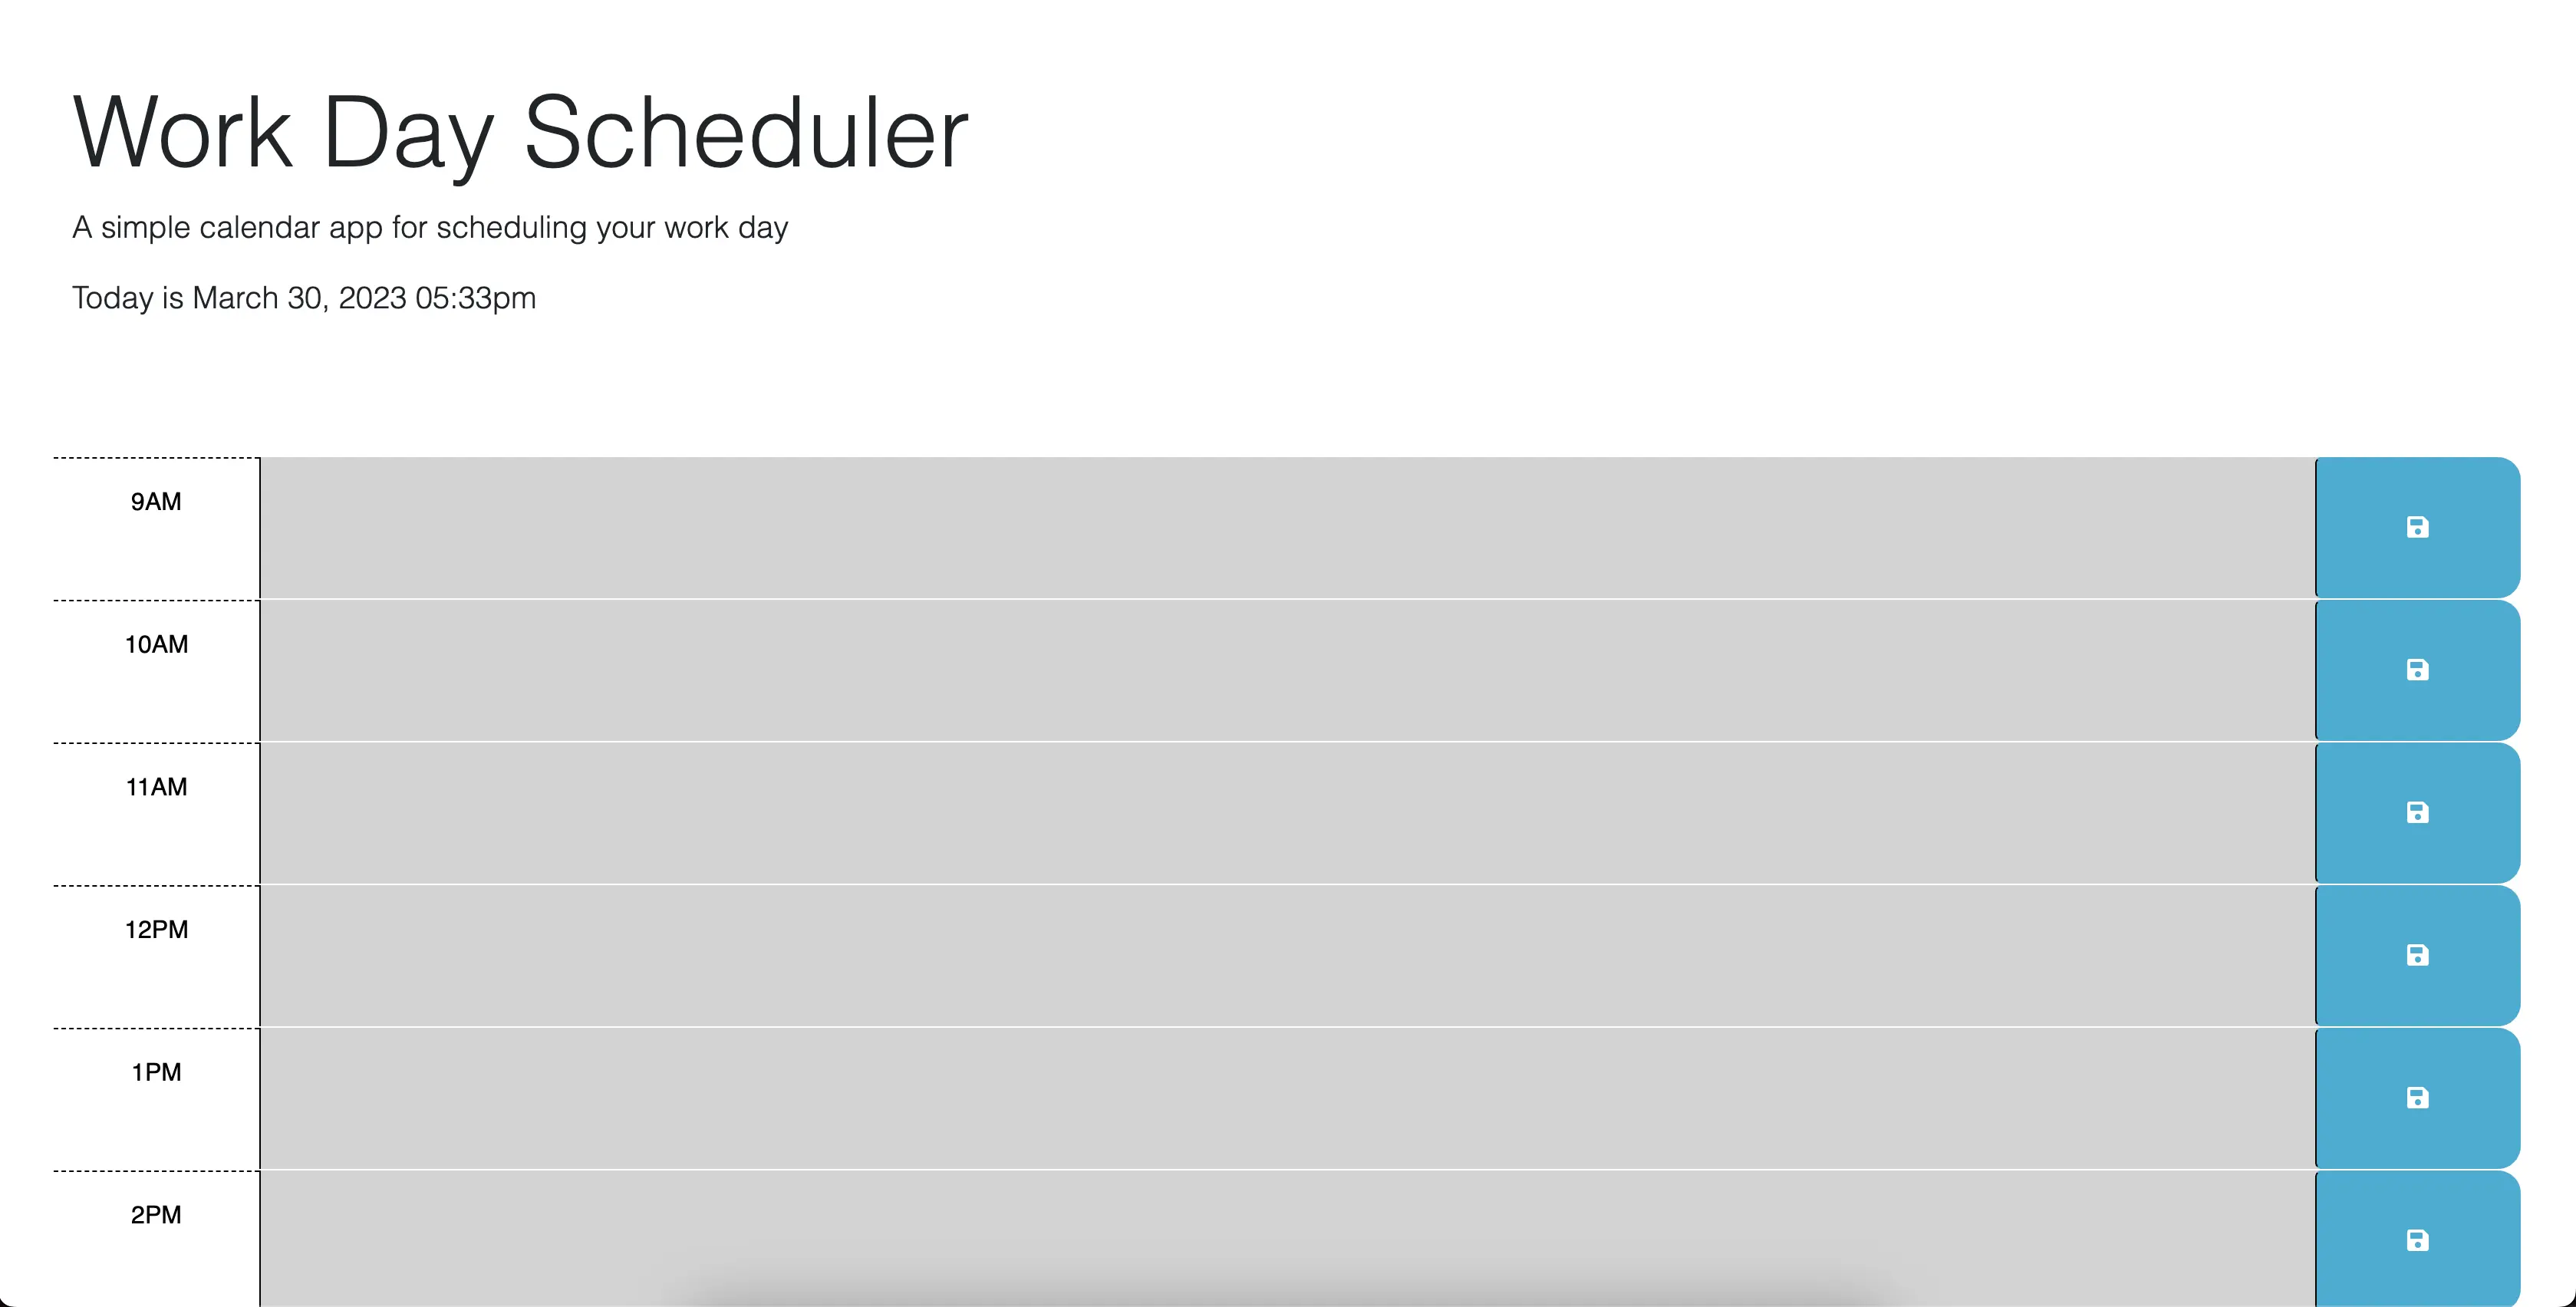 Work Day Scheduler
A simple calendar app for scheduling your work day
Today is March 30, 2023 05:33pm
9AM
10AM
11AM
12PM
1PM
2PM